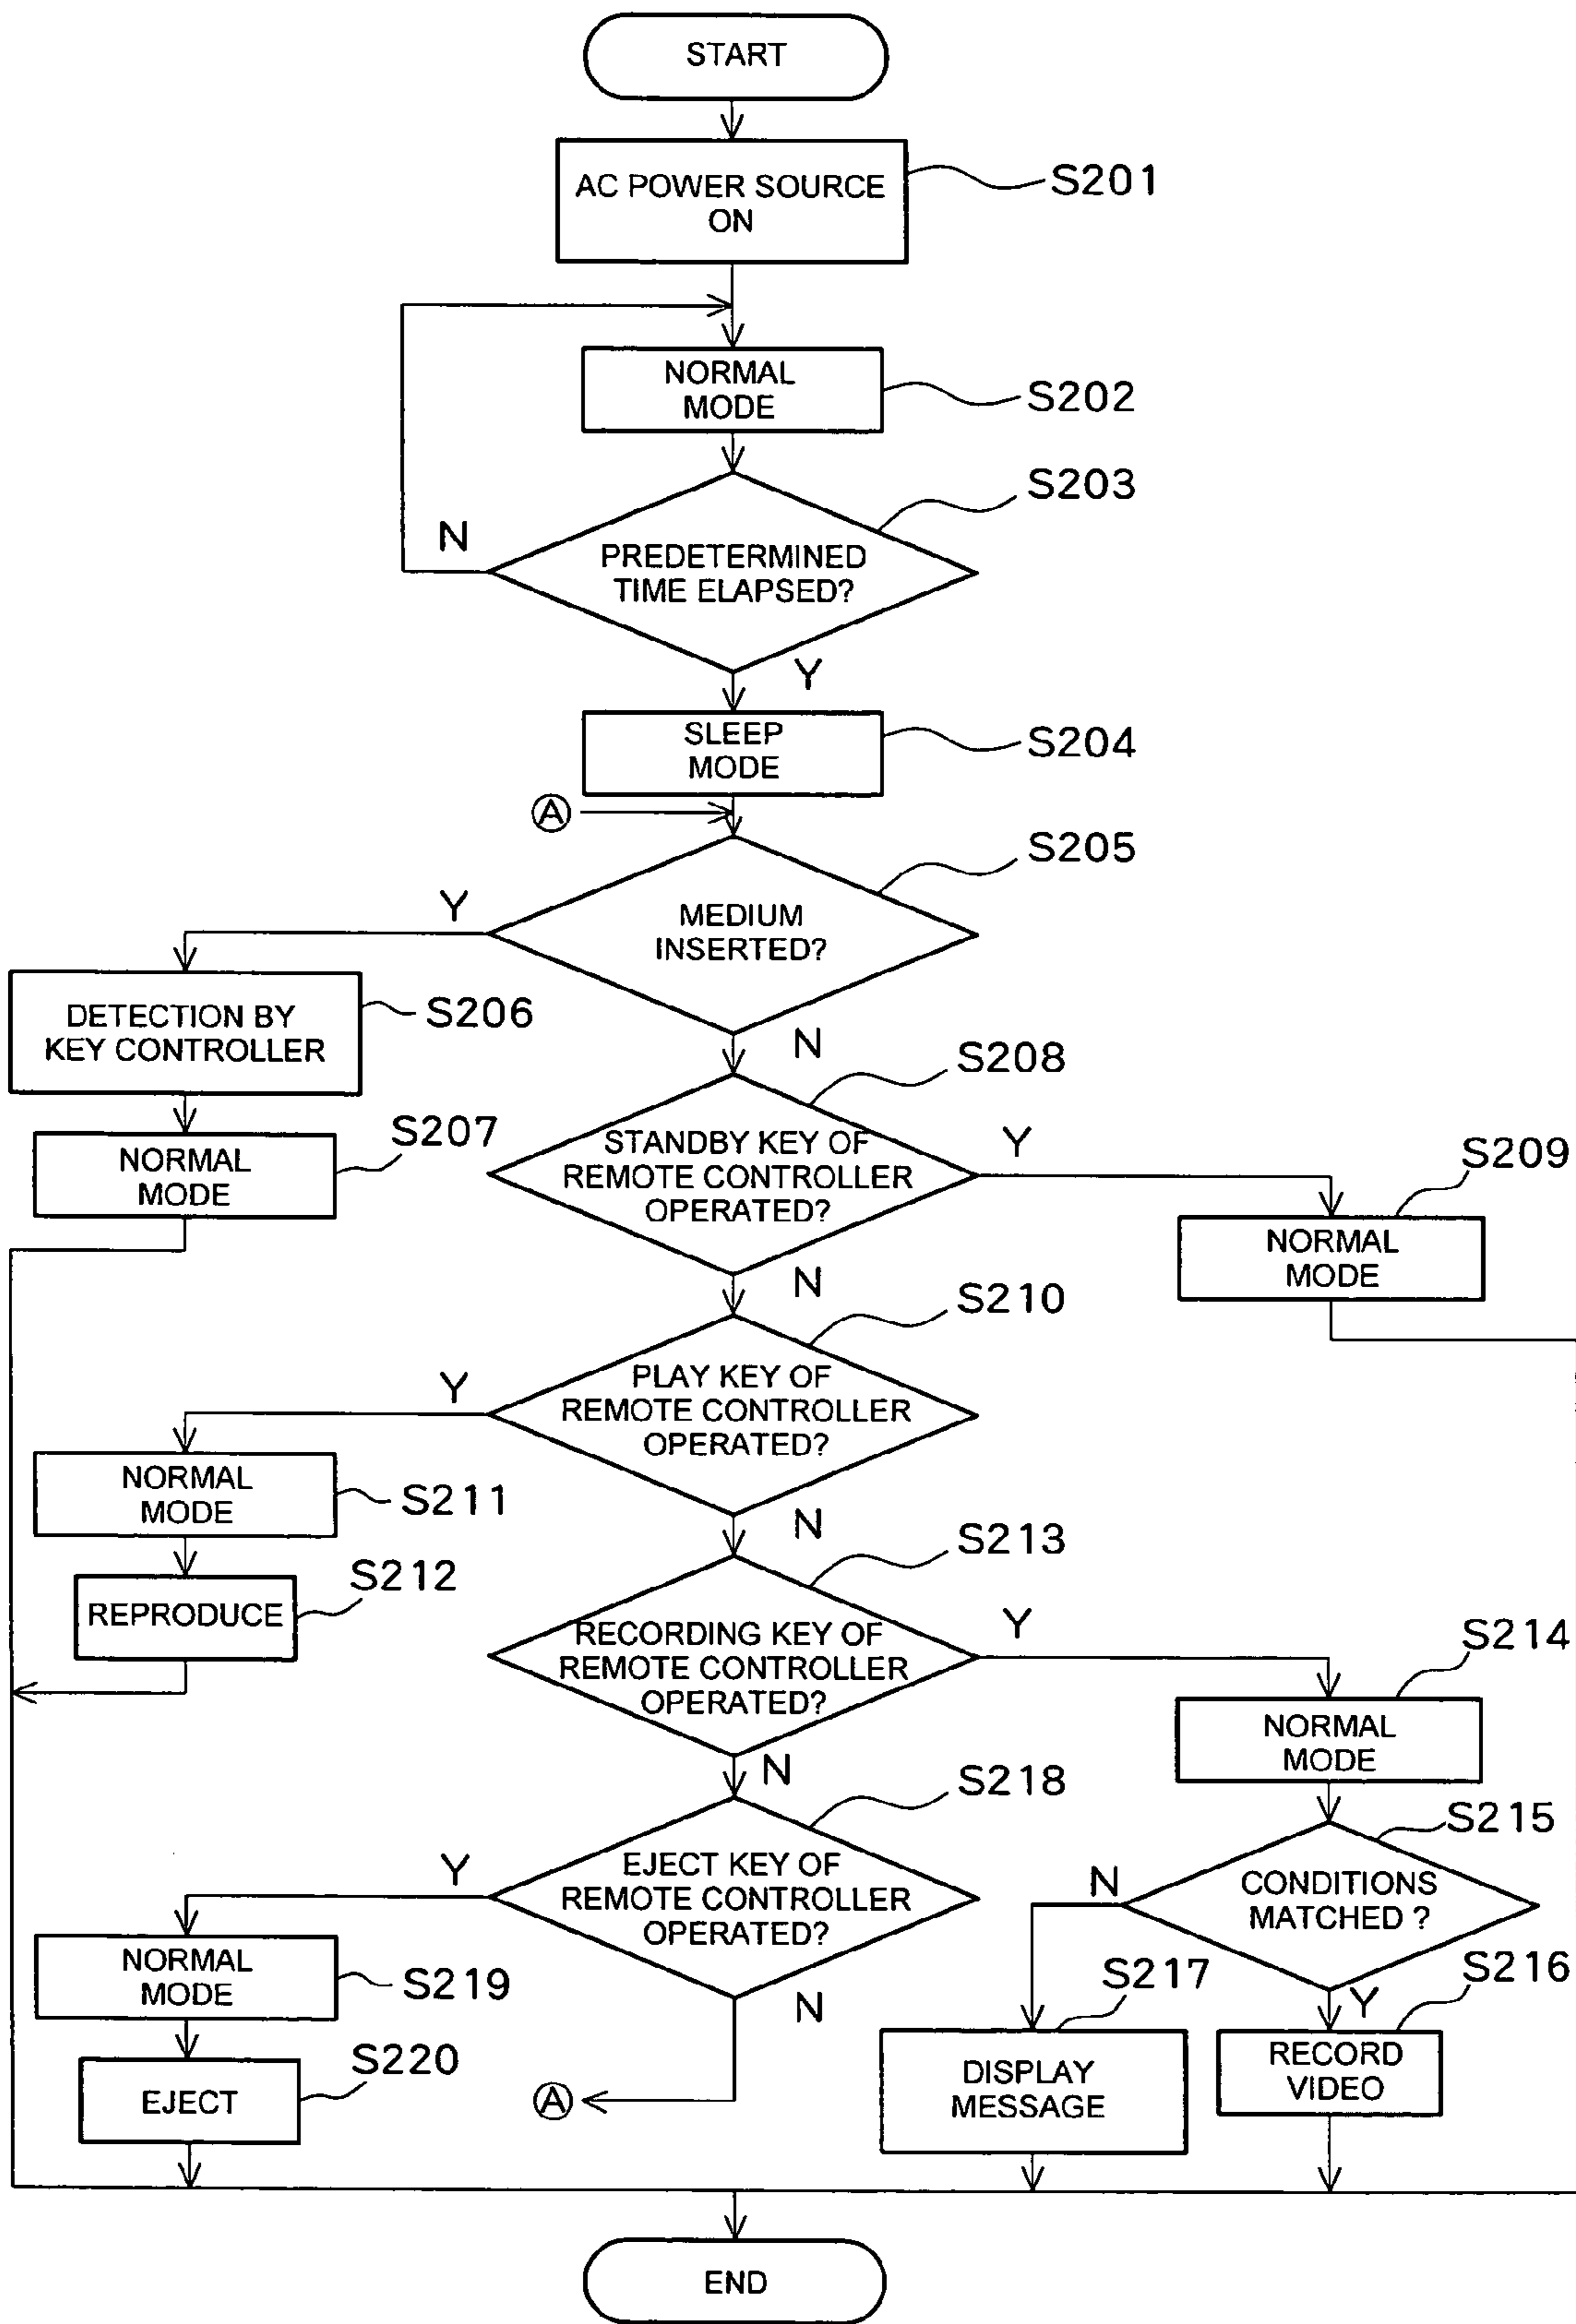 START
AC POWER SOURCE
ON
S201
NORMAL
MODE
S202
S203
N
PREDETERMINED
TIME ELAPSED?
Y
SLEEP
MODE
S204
A
S205
Y
MEDIUM
INSERTED?
DETECTION BY
KEY CONTROLLER
S206
N
S208
S207
NORMAL
MODE
STANDBY KEY OF
REMOTE CONTROLLER
OPERATED?
Y
S209
NORMAL
MODE
N
S210
Y
PLAY KEY OF
REMOTE CONTROLLER
OPERATED?
NORMAL
MODE
S211
N
S213
S212
REPRODUCE
RECORDING KEY OF
REMOTE CONTROLLER
OPERATED?
Y
S214
NORMAL
MODE
N
S218
S215
Y
EJECT KEY OF
REMOTE CONTROLLER
OPERATED?
N
CONDITIONS
MATCHED ?
NORMAL
MODE
S219
N
S217
Y
S216
S220
EJECT
A
DISPLAY
MESSAGE
RECORD
VIDEO
END